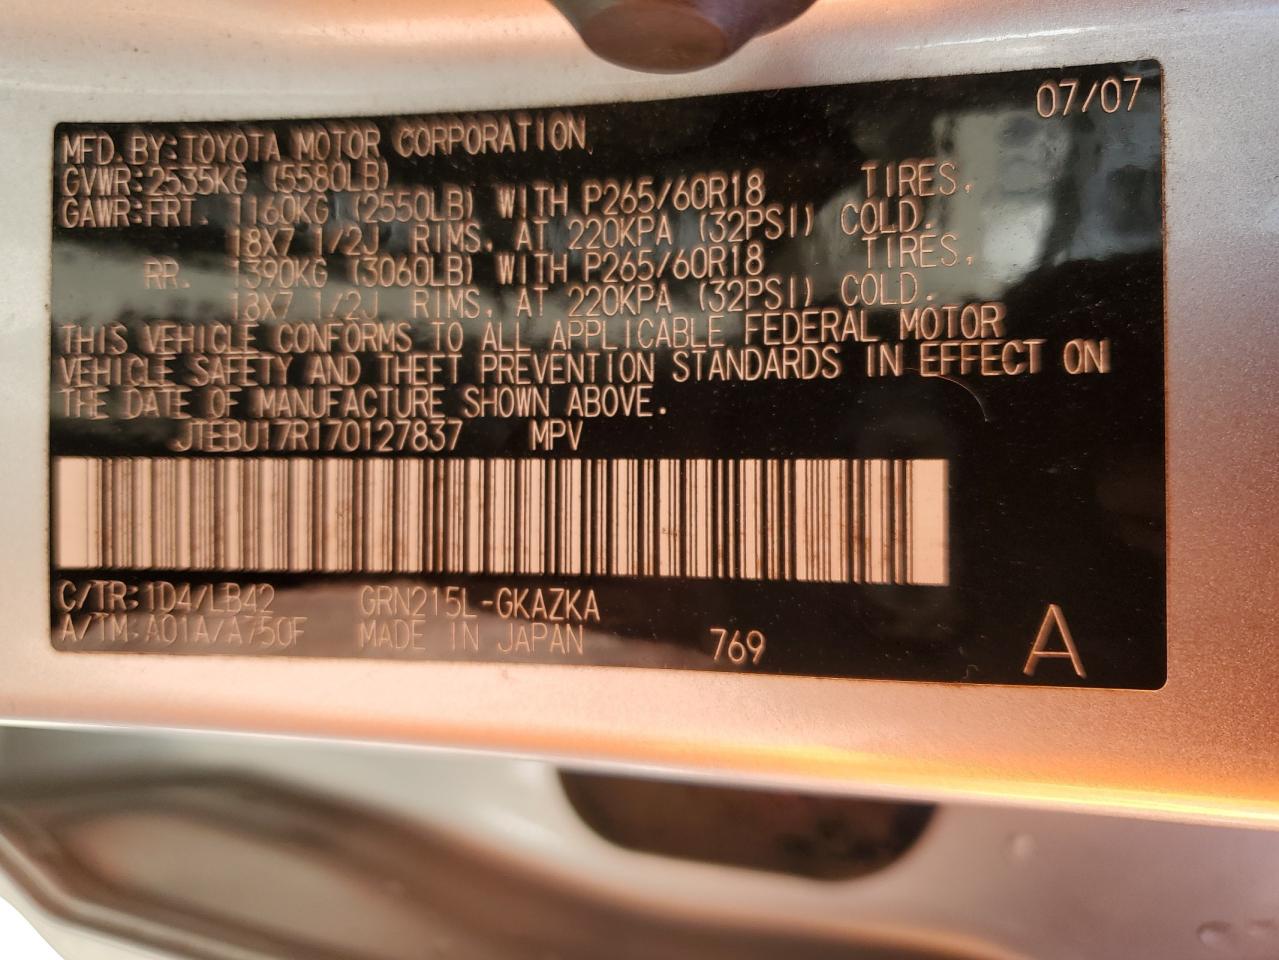 07/07
MFD. BY: TOYOTA MOTOR CORPORATION
GVWR: 2535KG (5580LB)
GAWR: FRT. 1160KG (2550LB) WITH P265/60R18 TIRES,
18X7 1/2J RIMS, AT 220KPA (32PSI) COLD.
RR. 1390KG (3060LB) WITH P265/60R18 TIRES,
18X7 1/2J RIMS, AT 220KPA (32PSI) COLD.
THIS VEHICLE CONFORMS TO ALL APPLICABLE FEDERAL MOTOR
VEHICLE SAFETY AND THEFT PREVENTION STANDARDS IN EFFECT ON
THE DATE OF MANUFACTURE SHOWN ABOVE.
JTEBU17R170127837 MPV
C/TR: 1D4/LB42 GRN215L-GKAZKA
A/TM: A01A/A750F MADE IN JAPAN 769 A